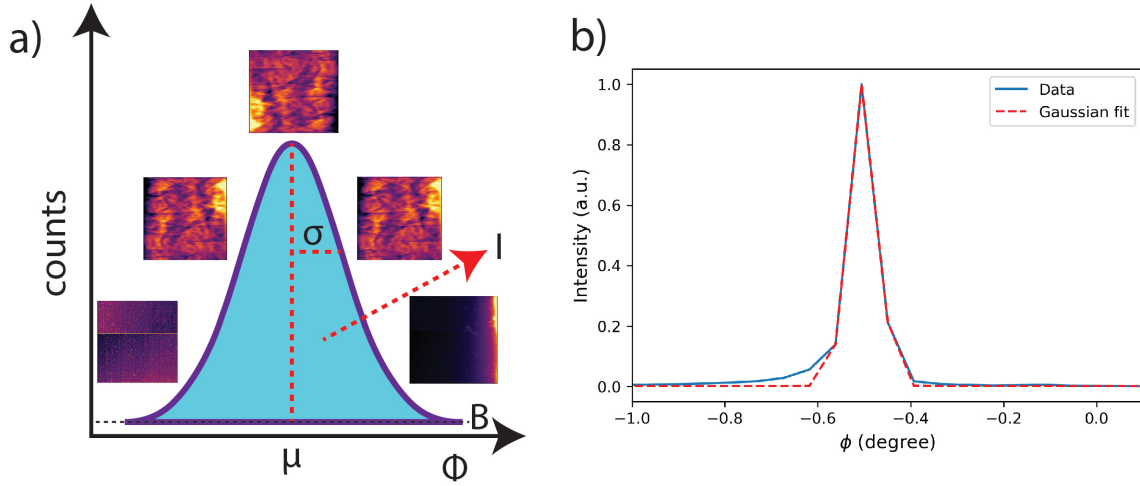 a)
counts
σ
I
B
μ
Φ
b)
Data
Gaussian fit
Intensity (a.u.)
1.0
0.8
0.6
0.4
0.2
0.0
−1.0
−0.8
−0.6
−0.4
−0.2
0.0
ϕ (degree)